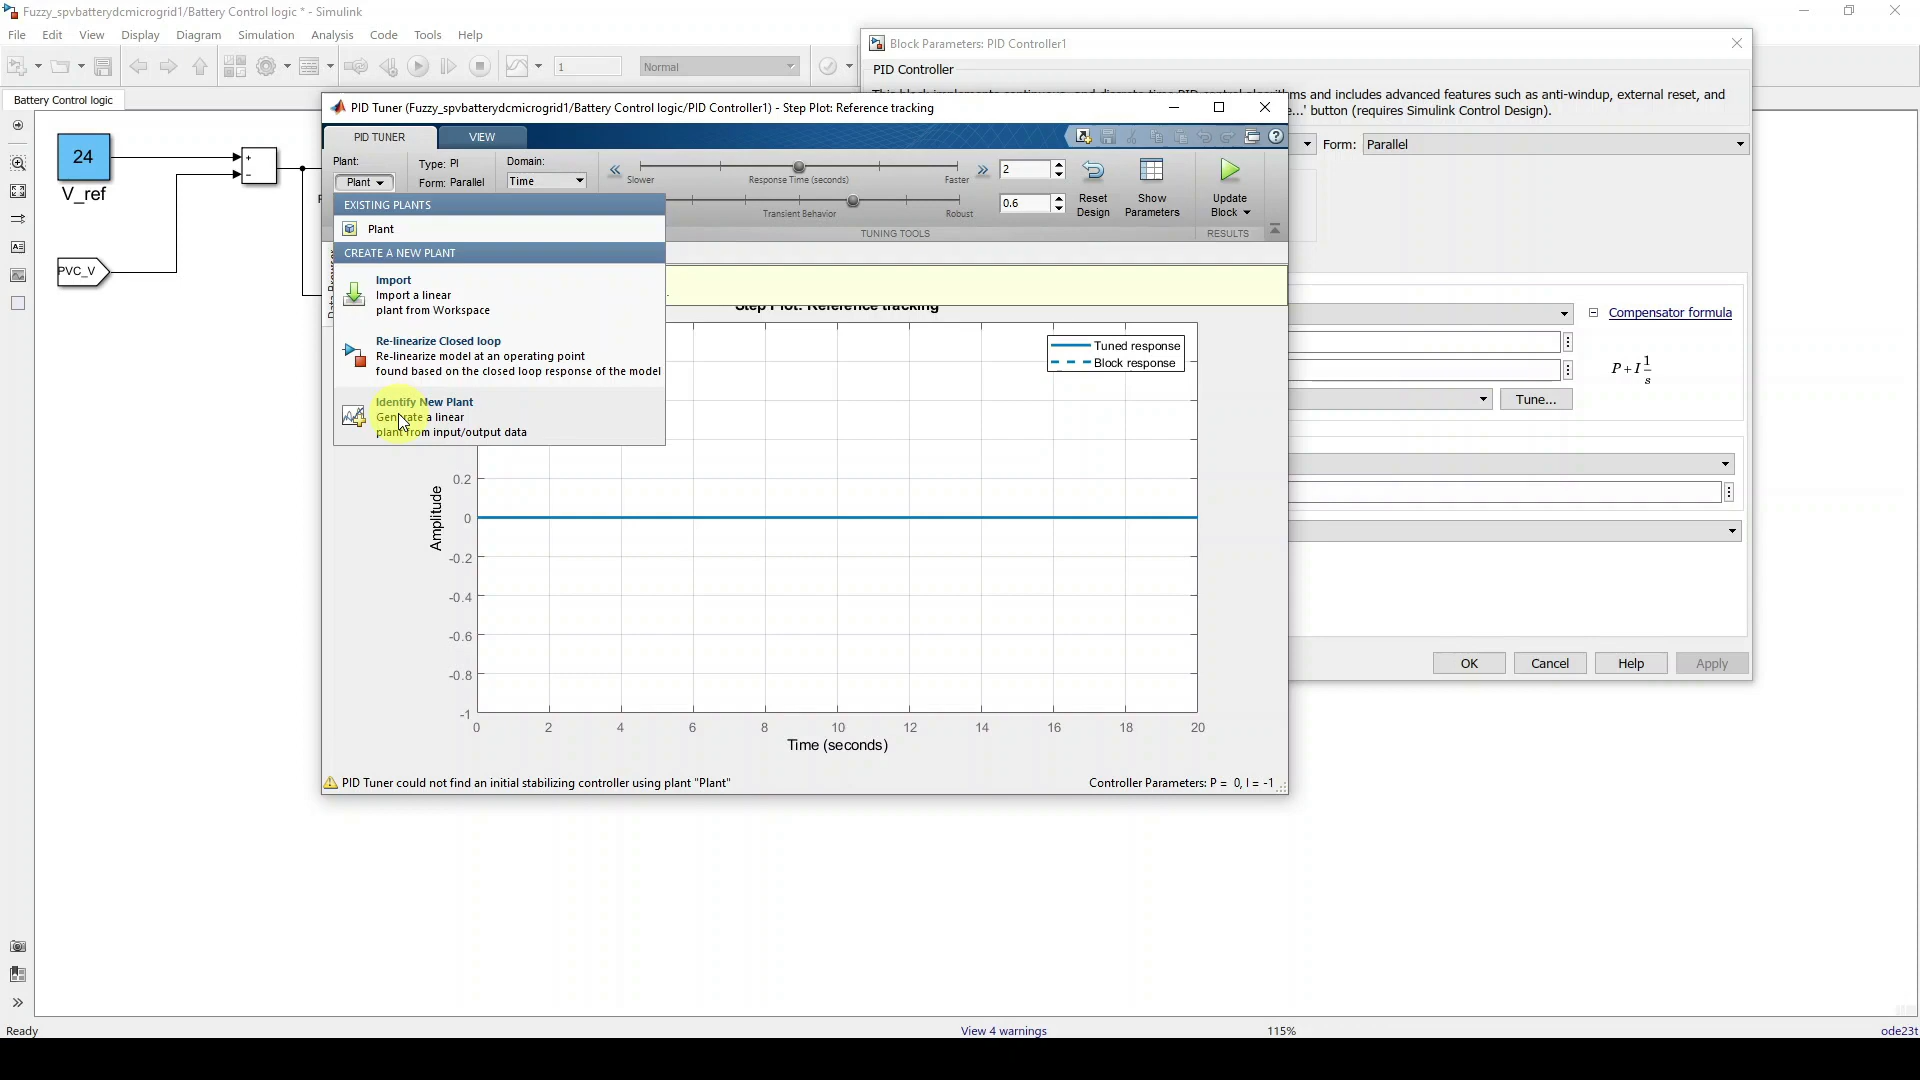 Fuzzy_spvbatterydcmicrogrid1/Battery Control logic * - Simulink
File Edit View Display Diagram Simulation Analysis Code Tools Help
1
Normal
Battery Control logic
24
V_ref
PVC_V
Block Parameters: PID Controller1
PID Controller
ms and includes advanced features such as anti-windup, external reset, and
...' button (requires Simulink Control Design).
Form: Parallel
Compensator formula
P+I 1/s
Tune...
OK Cancel Help Apply
PID Tuner (Fuzzy_spvbatterydcmicrogrid1/Battery Control logic/PID Controller1) - Step Plot: Reference tracking
PID TUNER VIEW
Plant:
Plant
Type: PI
Form: Parallel
Domain:
Time
Slower Response Time (seconds) Faster
2
Transient Behavior Robust
0.6
Reset
Design
Show
Parameters
Update
Block
TUNING TOOLS
RESULTS
EXISTING PLANTS
Plant
CREATE A NEW PLANT
Import
Import a linear
plant from Workspace
Re-linearize Closed loop
Re-linearize model at an operating point
found based on the closed loop response of the model
Identify New Plant
Generate a linear
plant from input/output data
Step Plot: Reference tracking
Tuned response
Block response
Amplitude
0.2
0
-0.2
-0.4
-0.6
-0.8
-1
0 2 4 6 8 10 12 14 16 18 20
Time (seconds)
PID Tuner could not find an initial stabilizing controller using plant "Plant"
Controller Parameters: P = 0, I = -1
Ready
View 4 warnings
115%
ode23t